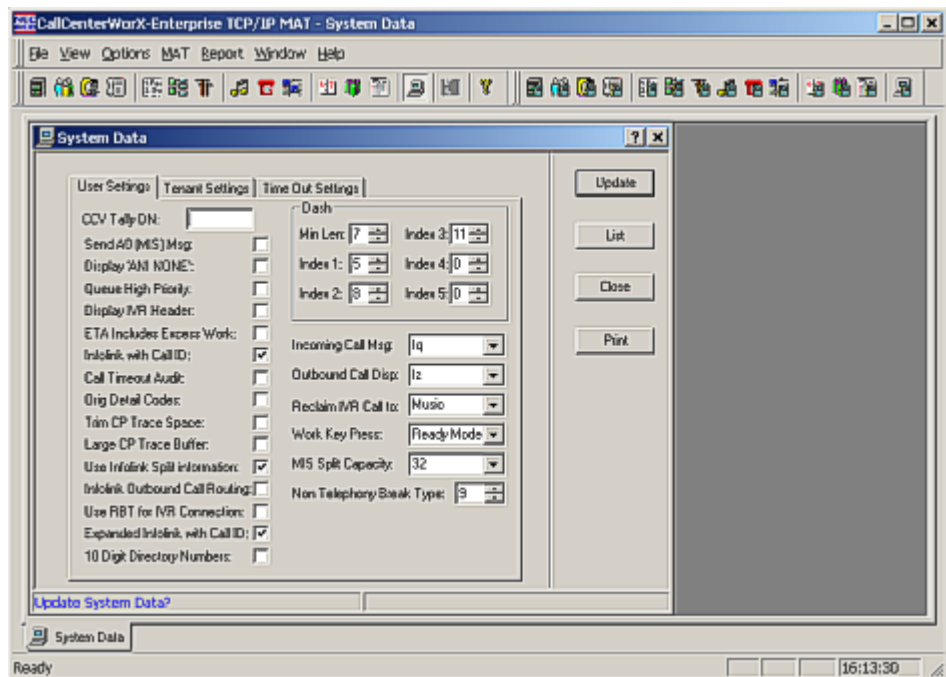 CallCenterWorX-Enterprise TCP/IP MAT - System Data
File View Options MAT Report Window Help
System Data
User Settings Tenant Settings Time Out Settings
CCV Tally DN:
Send A0 (MIS) Msg:
Display 'ANI NONE':
Queue High Priority:
Display IVR Header:
ETA Includes Excess Work:
Infolink with Call ID:
Call Timeout Audit:
Orig Detail Codes:
Trim CP Trace Space:
Large CP Trace Buffer:
Use Infolink Split information:
Infolink Outbound Call Routing:
Use RBT for IVR Connection:
Expanded Infolink with Call ID:
10 Digit Directory Numbers:
Dash
Min Len: 7 Index 3: 11
Index 1: 5 Index 4: 0
Index 2: 8 Index 5: 0
Incoming Call Msg: Iq
Outbound Call Disp: Iz
Reclaim IVR Call to: Music
Work Key Press: Ready Mode
MIS Split Capacity: 32
Non Telephony Break Type: 9
Update
List
Close
Print
Update System Data?
System Data
Ready 16:13:30